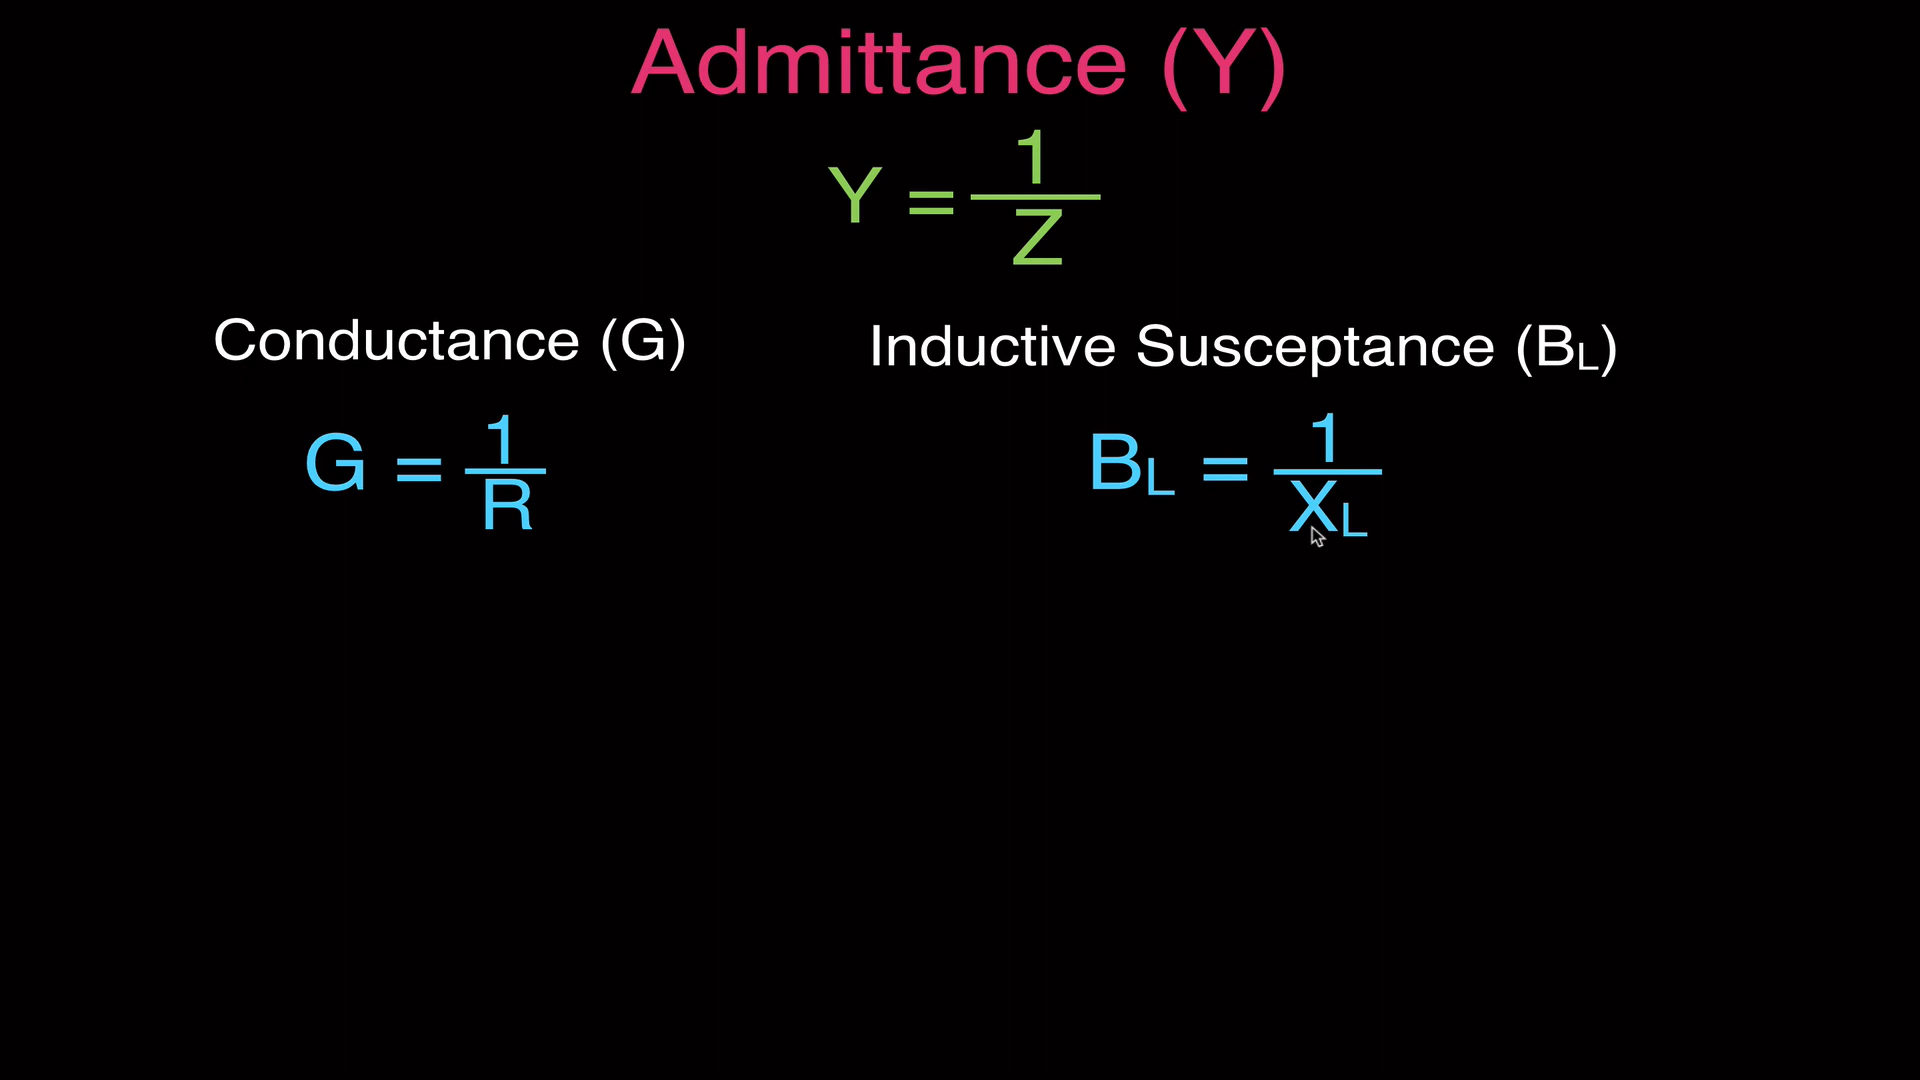 Admittance (Y)
Y = 1/Z
Conductance (G)
Inductive Susceptance (BL)
G = 1/R
BL = 1/XL